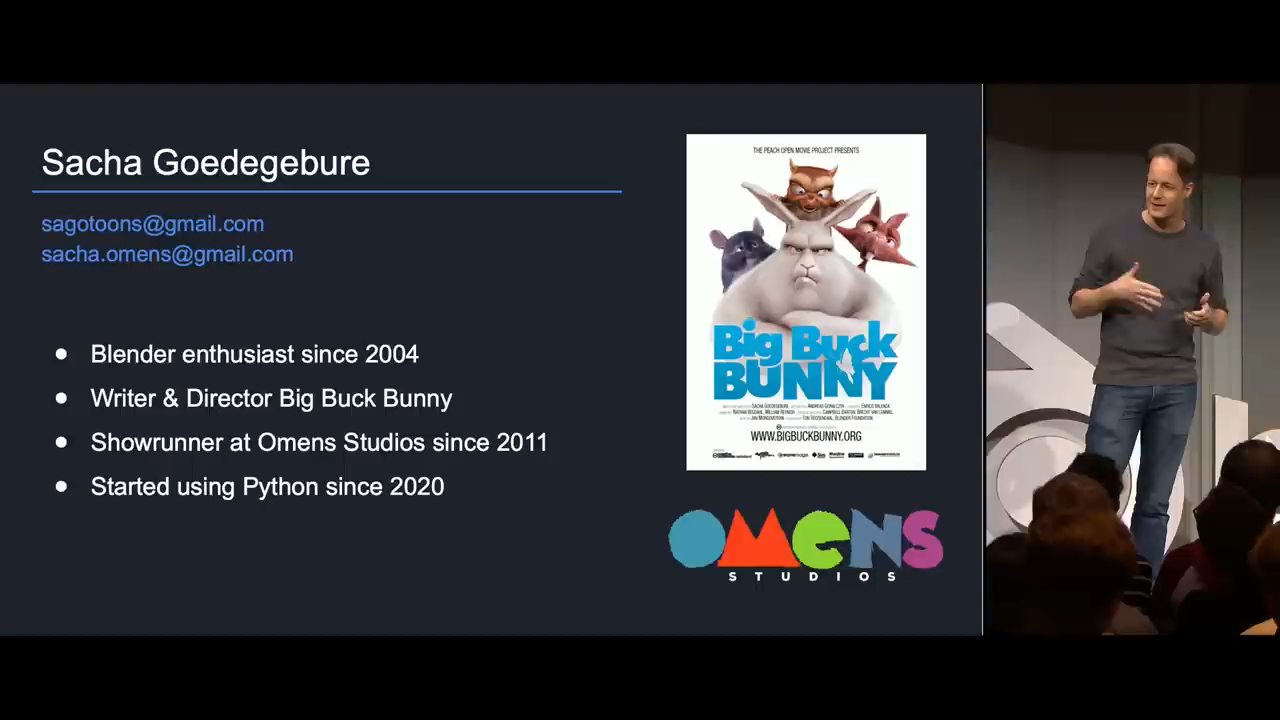 Sacha Goedegebure
sagotoons@gmail.com
sacha.omens@gmail.com
Blender enthusiast since 2004
Writer & Director Big Buck Bunny
Showrunner at Omens Studios since 2011
Started using Python since 2020
THE PEACH OPEN MOVIE PROJECT PRESENTS
Big Buck
BUNNY
WWW.BIGBUCKBUNNY.ORG
OMENS
STUDIOS